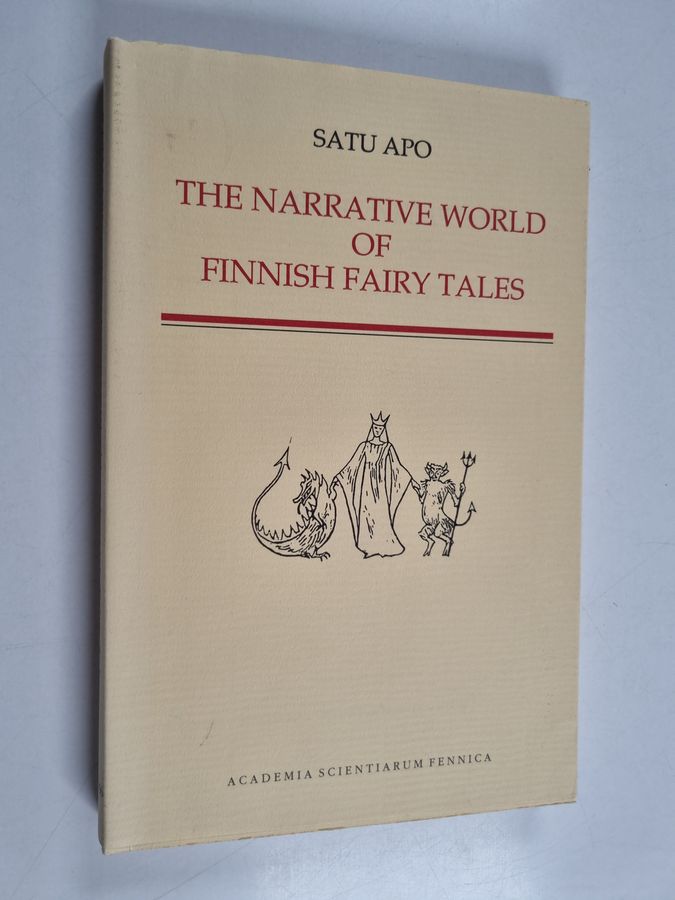 SATU APO
THE NARRATIVE WORLD
OF
FINNISH FAIRY TALES
ACADEMIA SCIENTIARUM FENNICA